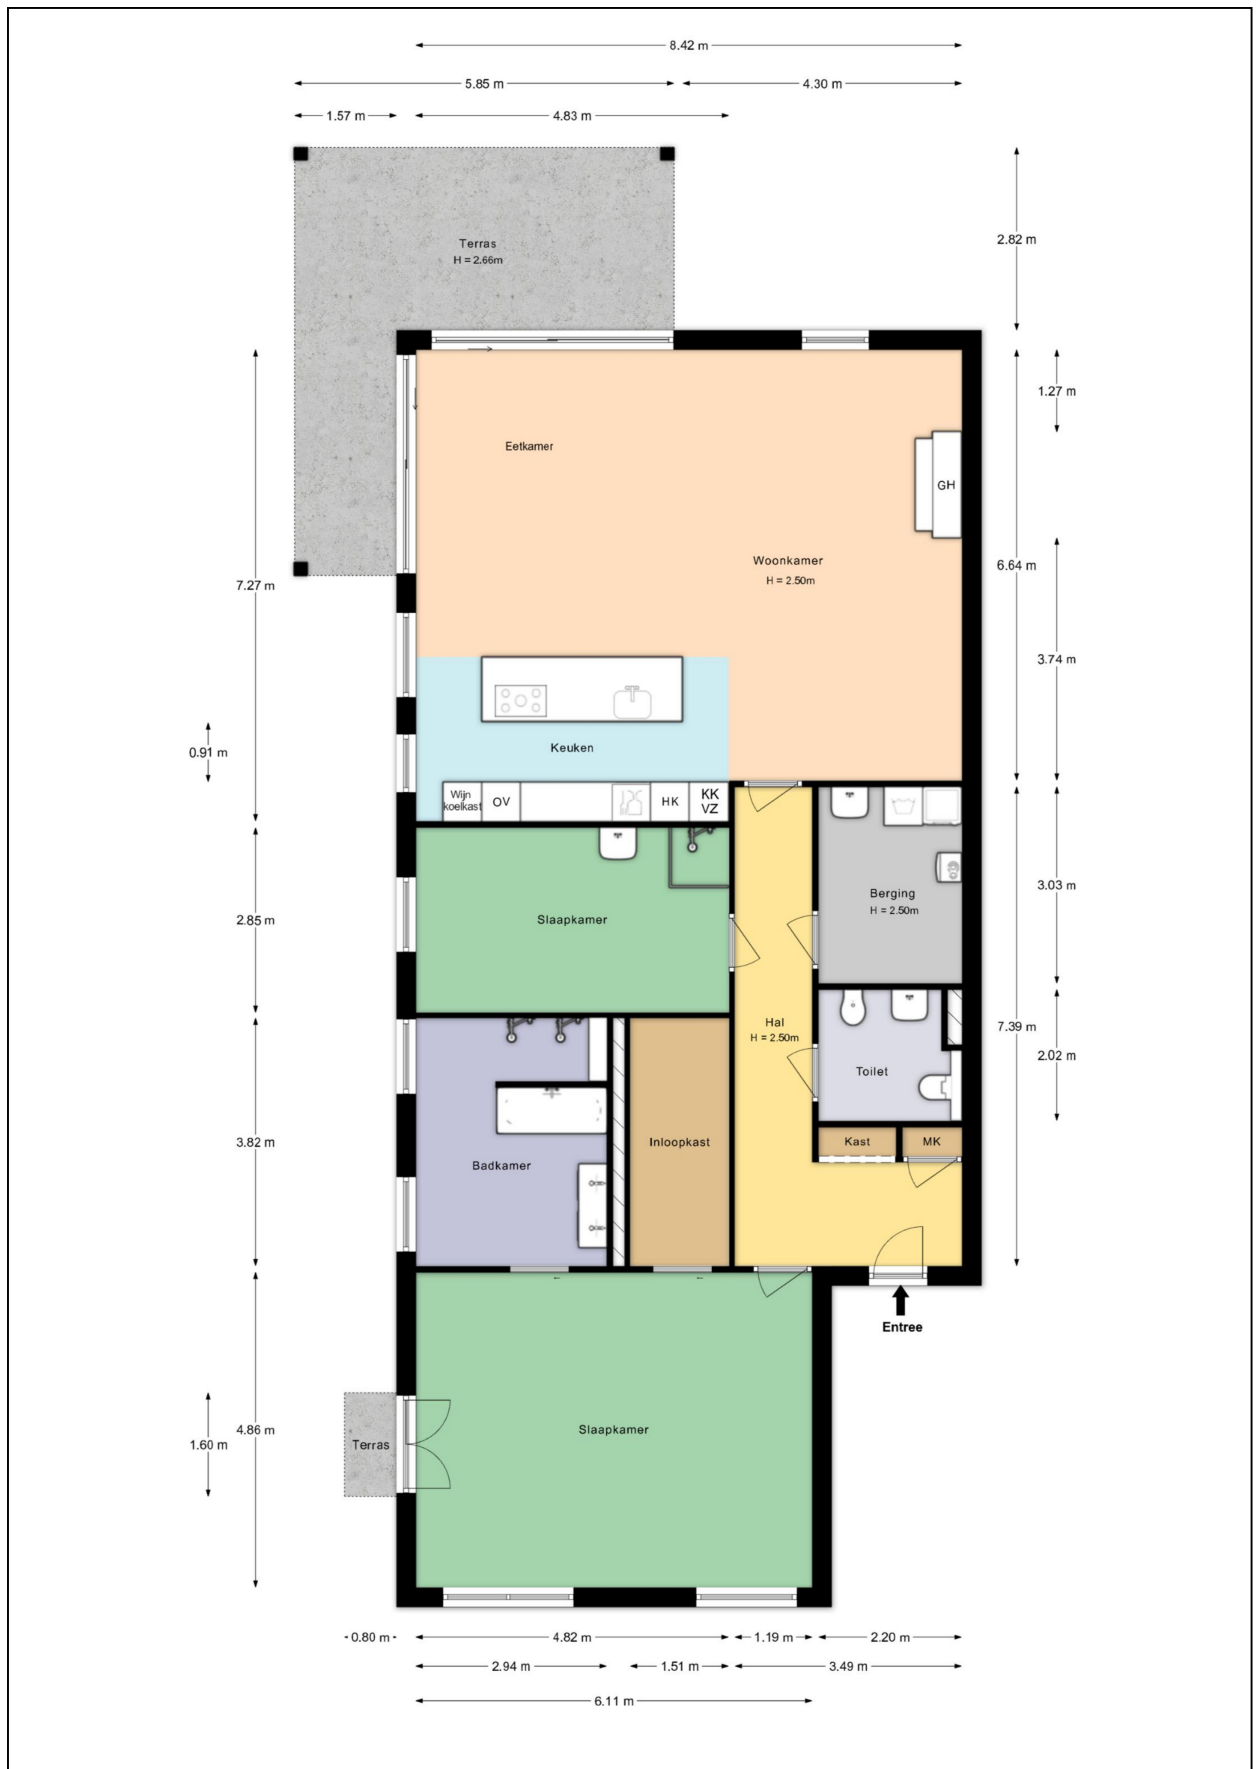 8.42 m
5.85 m
4.30 m
1.57 m
4.83 m
Terras
H = 2.66m
2.82 m
1.27 m
Eetkamer
GH
Woonkamer
H = 2.50m
6.64 m
7.27 m
3.74 m
Keuken
0.91 m
Wijn
koelkast
OV
HK
KK
VZ
Berging
H = 2.50m
3.03 m
Slaapkamer
2.85 m
Hal
H = 2.50m
7.39 m
2.02 m
Toilet
Kast
MK
Inloopkast
3.82 m
Badkamer
Entree
Slaapkamer
4.86 m
1.60 m
Terras
0.80 m
4.82 m
1.19 m
2.20 m
2.94 m
1.51 m
3.49 m
6.11 m